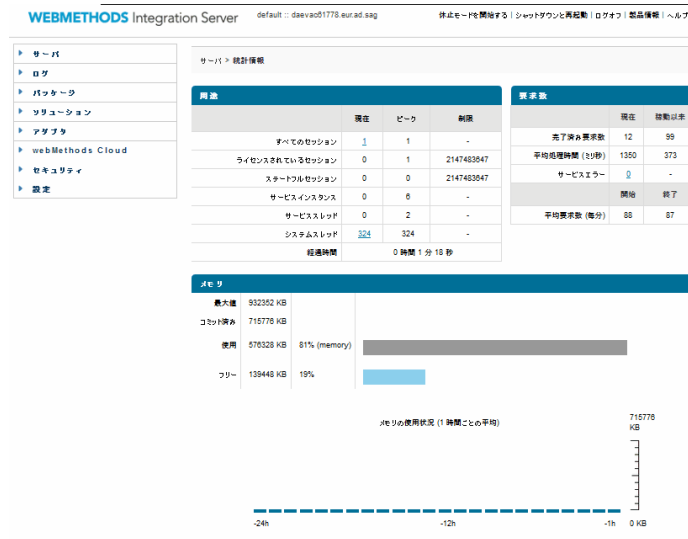 WEBMETHODS Integration Server
default :: daevac61778.eur.ad.sag
休止モードを開始する | シャットダウンと再起動 | ログオフ | 製品情報 | ヘルプ
サーバ
ログ
パッケージ
ソリューション
アダプタ
webMethods Cloud
セキュリティ
設定
サーバ > 統計情報
用途
現在 ピーク 制限
すべてのセッション 1 1 -
ライセンスされているセッション 0 1 2147483647
ステートフルセッション 0 0 2147483647
サービスインスタンス 0 6 -
サービススレッド 0 2 -
システムスレッド 324 324 -
経過時間 0 時間 1 分 18 秒
要求数
現在 稼動以来
完了済み要求数 12 99
平均処理時間 (ミリ秒) 1350 373
サービスエラー 0 -
開始 終了
平均要求数 (毎分) 88 87
メモリ
最大値 932352 KB
コミット済み 715776 KB
使用 576328 KB 81% (memory)
フリー 139448 KB 19%
メモリの使用状況 (1 時間ごとの平均)
715776
KB
0 KB
-24h -12h -1h